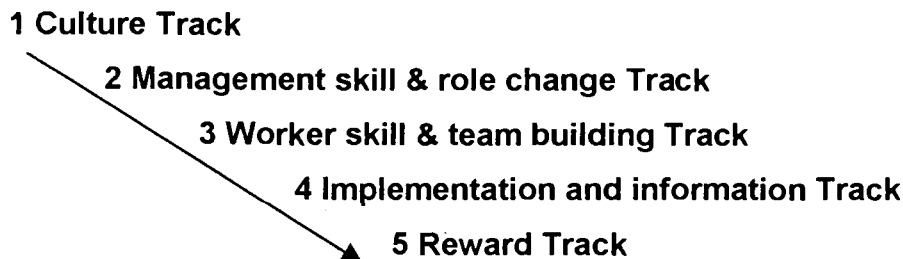 1 Culture Track
2 Management skill & role change Track
3 Worker skill & team building Track
4 Implementation and information Track
5 Reward Track